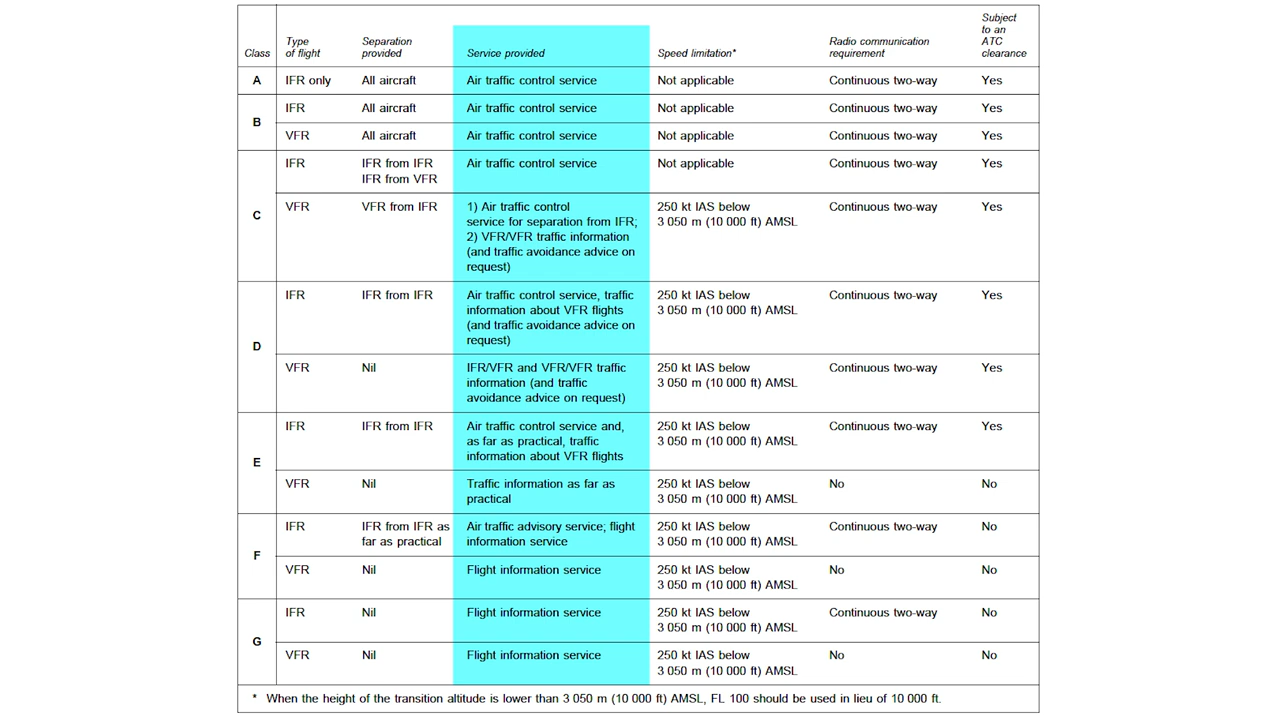 Class
Type of flight
Separation provided
Service provided
Speed limitation*
Radio communication requirement
Subject to an ATC clearance
A
IFR only
All aircraft
Air traffic control service
Not applicable
Continuous two-way
Yes
B
IFR
All aircraft
Air traffic control service
Not applicable
Continuous two-way
Yes
VFR
All aircraft
Air traffic control service
Not applicable
Continuous two-way
Yes
C
IFR
IFR from IFR
IFR from VFR
Air traffic control service
Not applicable
Continuous two-way
Yes
VFR
VFR from IFR
1) Air traffic control
service for separation from IFR;
2) VFR/VFR traffic information
(and traffic avoidance advice on
request)
250 kt IAS below
3 050 m (10 000 ft) AMSL
Continuous two-way
Yes
D
IFR
IFR from IFR
Air traffic control service, traffic
information about VFR flights
(and traffic avoidance advice on
request)
250 kt IAS below
3 050 m (10 000 ft) AMSL
Continuous two-way
Yes
VFR
Nil
IFR/VFR and VFR/VFR traffic
information (and traffic
avoidance advice on request)
250 kt IAS below
3 050 m (10 000 ft) AMSL
Continuous two-way
Yes
E
IFR
IFR from IFR
Air traffic control service and,
as far as practical, traffic
information about VFR flights
250 kt IAS below
3 050 m (10 000 ft) AMSL
Continuous two-way
Yes
VFR
Nil
Traffic information as far as
practical
250 kt IAS below
3 050 m (10 000 ft) AMSL
No
No
F
IFR
IFR from IFR as
far as practical
Air traffic advisory service; flight
information service
250 kt IAS below
3 050 m (10 000 ft) AMSL
Continuous two-way
No
VFR
Nil
Flight information service
250 kt IAS below
3 050 m (10 000 ft) AMSL
No
No
G
IFR
Nil
Flight information service
250 kt IAS below
3 050 m (10 000 ft) AMSL
Continuous two-way
No
VFR
Nil
Flight information service
250 kt IAS below
3 050 m (10 000 ft) AMSL
No
No
* When the height of the transition altitude is lower than 3 050 m (10 000 ft) AMSL, FL 100 should be used in lieu of 10 000 ft.